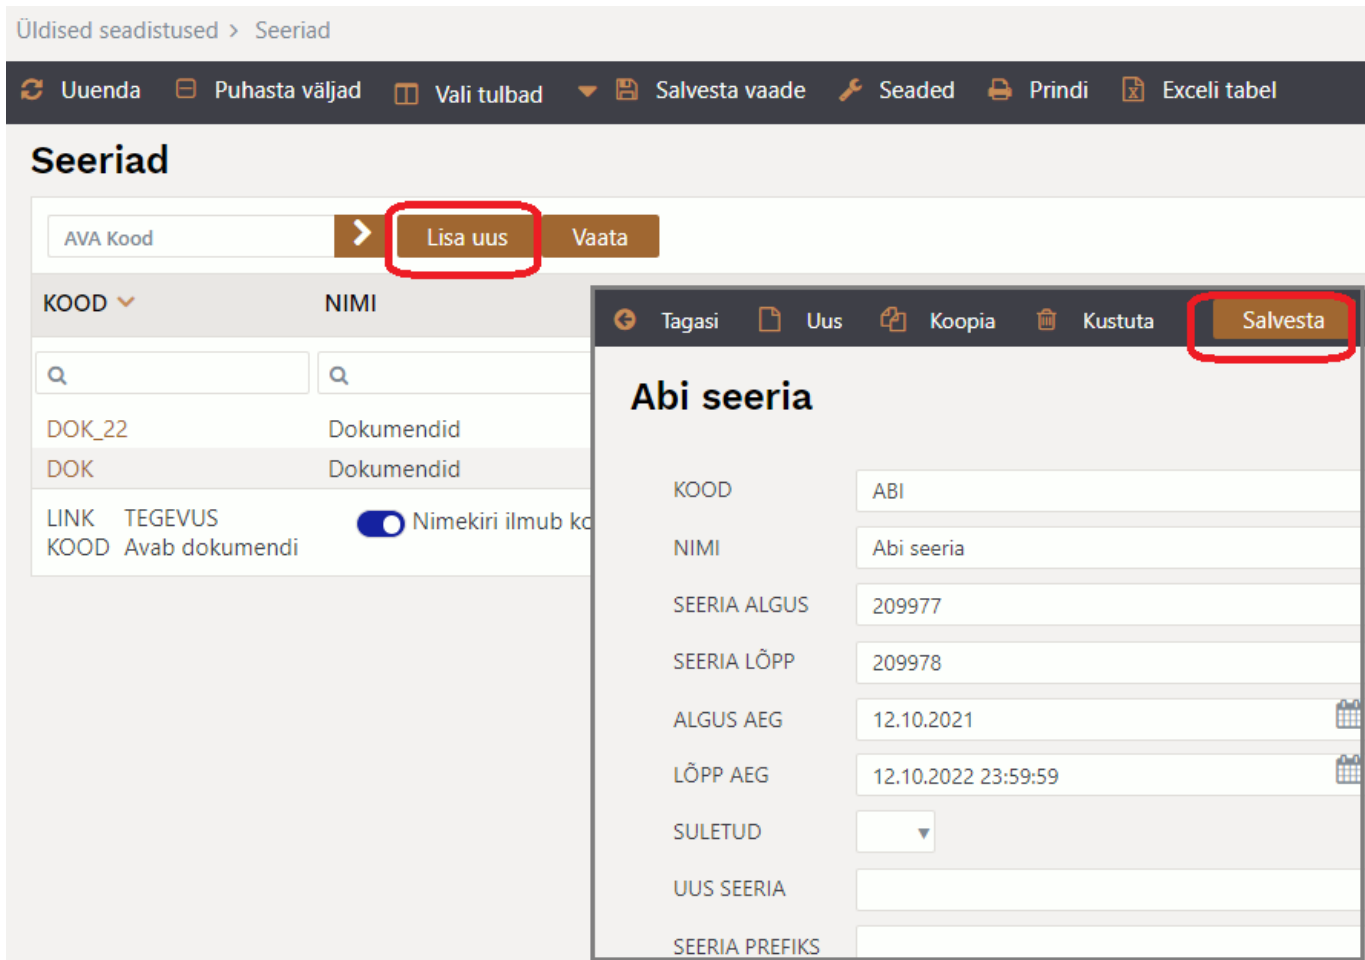 Üldised seadistused > Seeriad
Uuenda Puhasta väljad Vali tulbad Salvesta vaade Seaded Prindi Exceli tabel
Seeriad
AVA Kood Lisa uus Vaata
KOOD NIMI
DOK_22 Dokumendid
DOK Dokumendid
LINK TEGEVUS
KOOD Avab dokumendi
Nimekiri ilmub
Tagasi Uus Koopia Kustuta Salvesta
Abi seeria
KOOD ABI
NIMI Abi seeria
SEERIA ALGUS 209977
SEERIA LÕPP 209978
ALGUS AEG 12.10.2021
LÕPP AEG 12.10.2022 23:59:59
SULETUD
UUS SEERIA
SEERIA PREFIKS